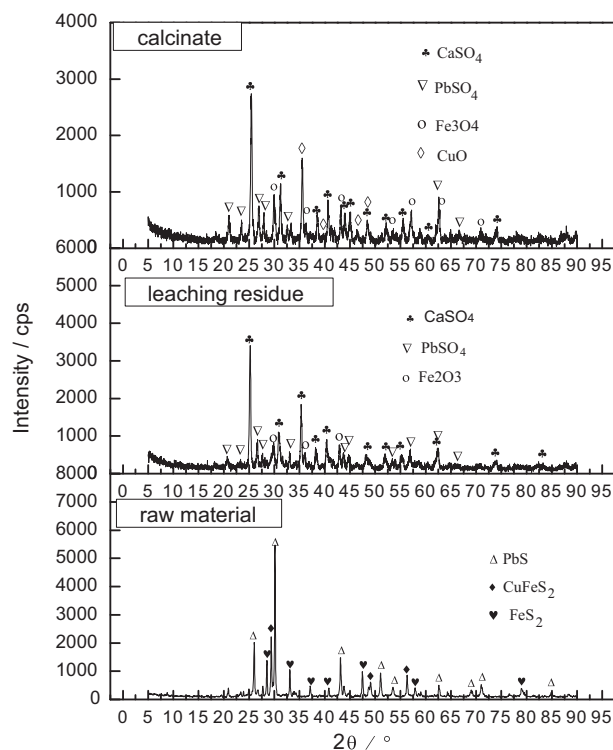 4000
calcinate
♣ CaSO4
▽ PbSO4
○ Fe3O4
◇ CuO
3000
2000
1000
6000
0 5 10 15 20 25 30 35 40 45 50 55 60 65 70 75 80 85 90 95
leaching residue
♣ CaSO4
▽ PbSO4
○ Fe2O3
5000
4000
3000
2000
1000
8000
0 5 10 15 20 25 30 35 40 45 50 55 60 65 70 75 80 85 90 95
raw material
△ PbS
♦ CuFeS2
♥ FeS2
7000
6000
5000
4000
3000
2000
1000
0
0 5 10 15 20 25 30 35 40 45 50 55 60 65 70 75 80 85 90 95
Intensity / cps
2θ / °